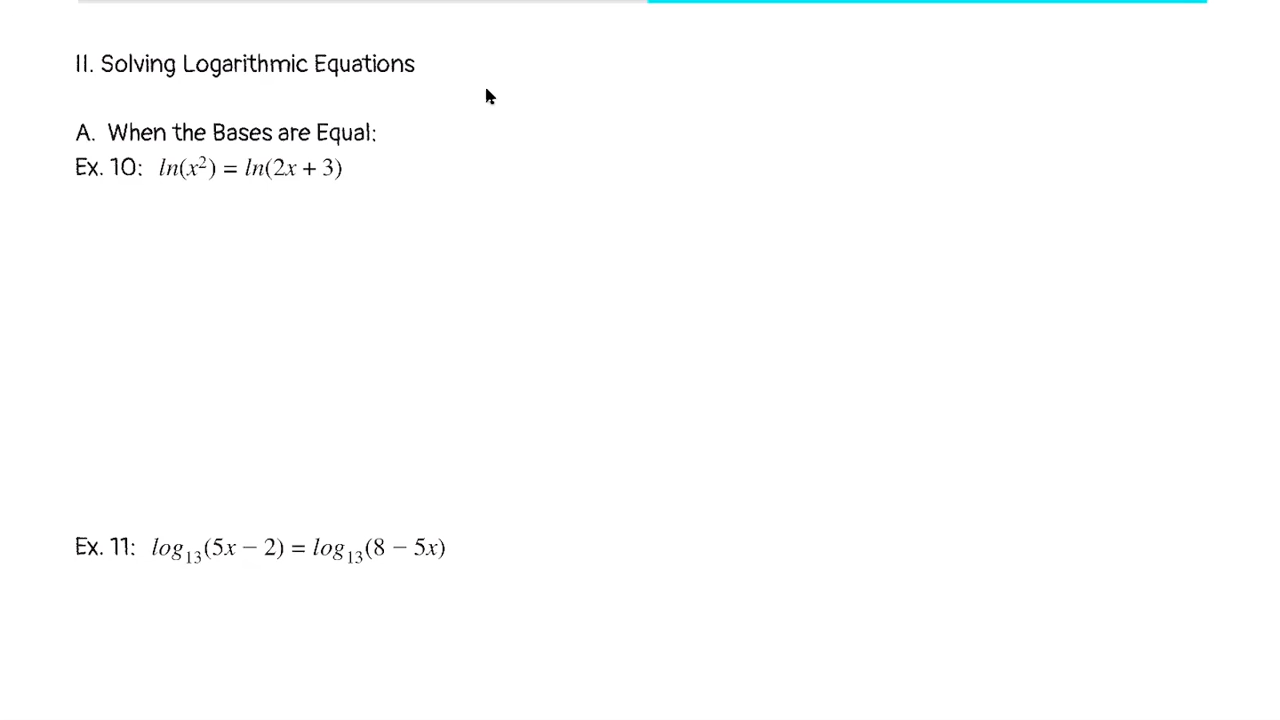 II. Solving Logarithmic Equations
A. When the Bases are Equal:
Ex. 10: ln(x²) = ln(2x + 3)
Ex. 11: log₁₃(5x − 2) = log₁₃(8 − 5x)